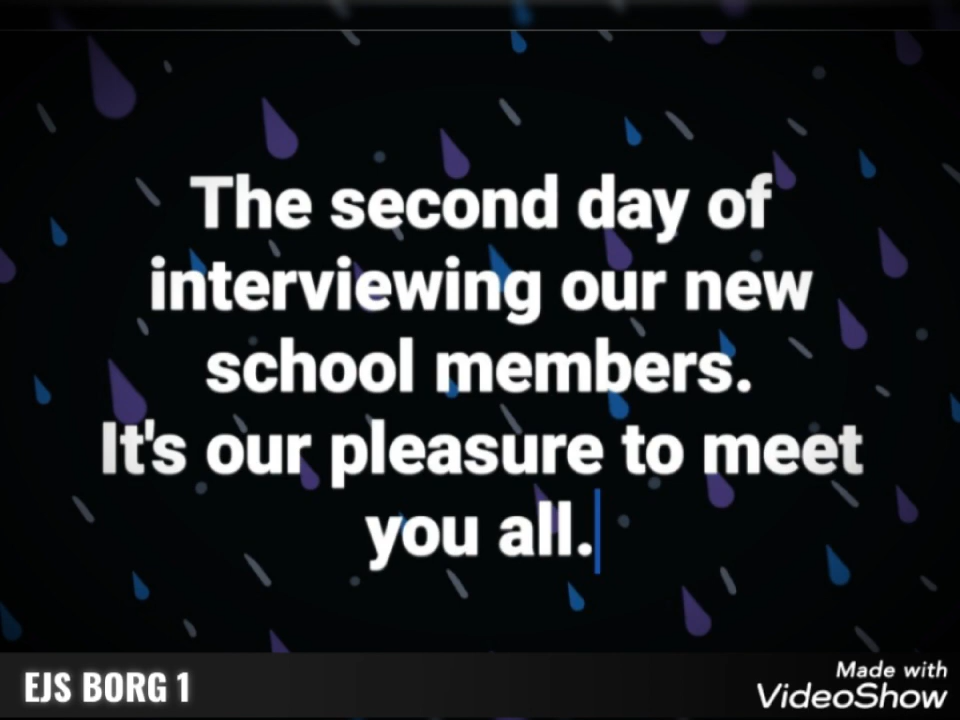 The second day of
interviewing our new
school members.
It's our pleasure to meet
you all.
EJS BORG 1
Made with
VideoShow